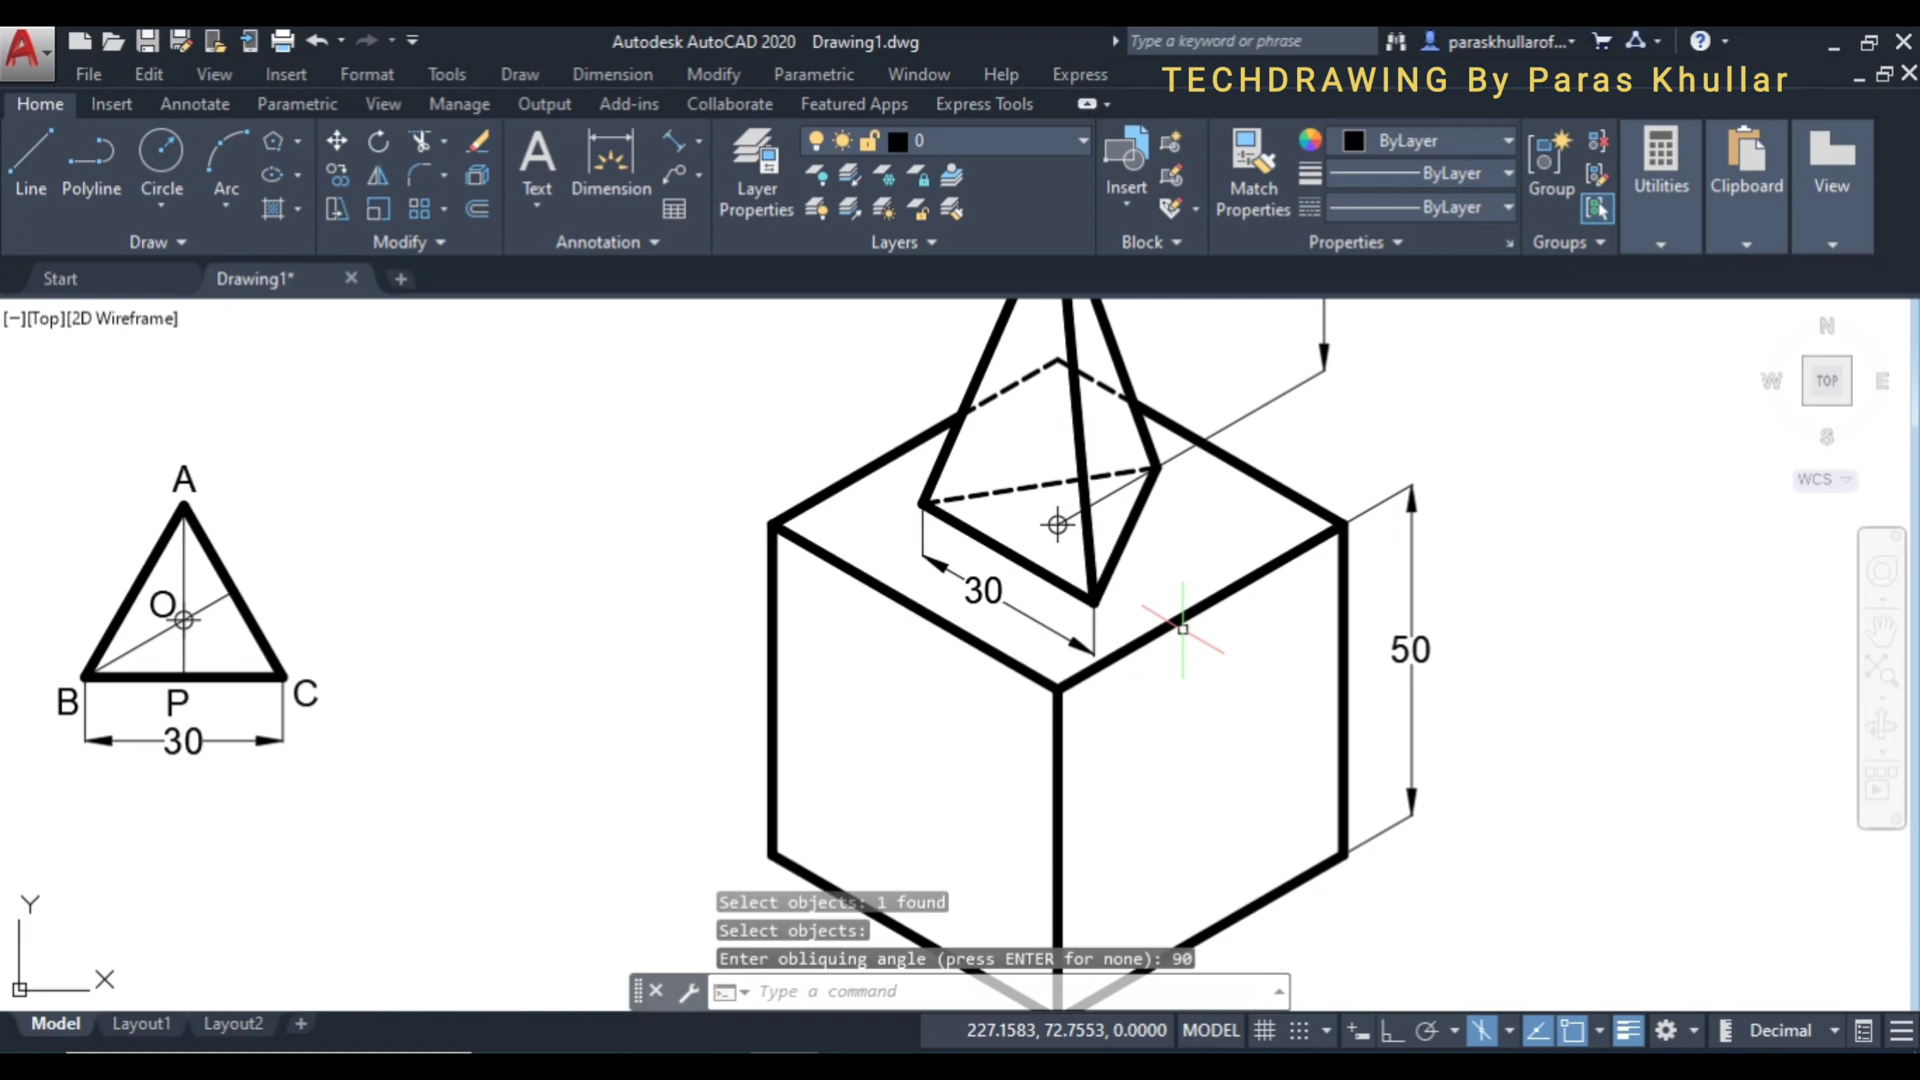 Autodesk AutoCAD 2020 Drawing1.dwg
Type a keyword or phrase
paraskhullarof...
File Edit View Insert Format Tools Draw Dimension Modify Parametric Window Help Express
TECHDRAWING By Paras Khullar
Home Insert Annotate Parametric View Manage Output Add-ins Collaborate Featured Apps Express Tools
Line Polyline Circle Arc
Text Dimension
Layer Properties
0
Insert
Match Properties
ByLayer
ByLayer
ByLayer
Group
Utilities Clipboard View
Draw Modify Annotation Layers Block Properties Groups
Start Drawing1*
[−][Top][2D Wireframe]
N
W TOP E
S
WCS
A
O
B P C
30
30
50
Y
X
Select objects: 1 found
Select objects:
Enter obliquing angle (press ENTER for none): 90
Type a command
Model Layout1 Layout2
227.1583, 72.7553, 0.0000 MODEL
Decimal